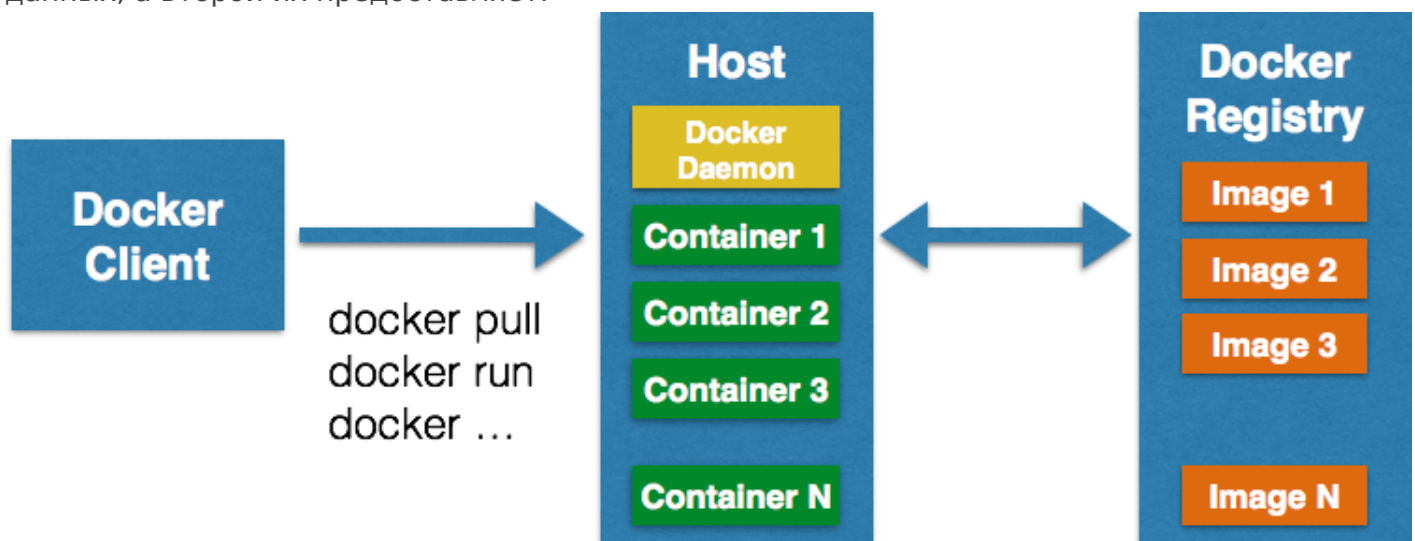 Docker
Client
docker pull
docker run
docker ...
Host
Docker
Daemon
Container 1
Container 2
Container 3
Container N
Docker
Registry
Image 1
Image 2
Image 3
Image N